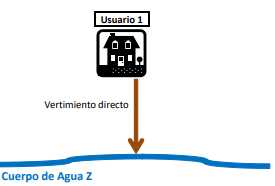 Usuario 1
Vertimiento directo
Cuerpo de Agua Z